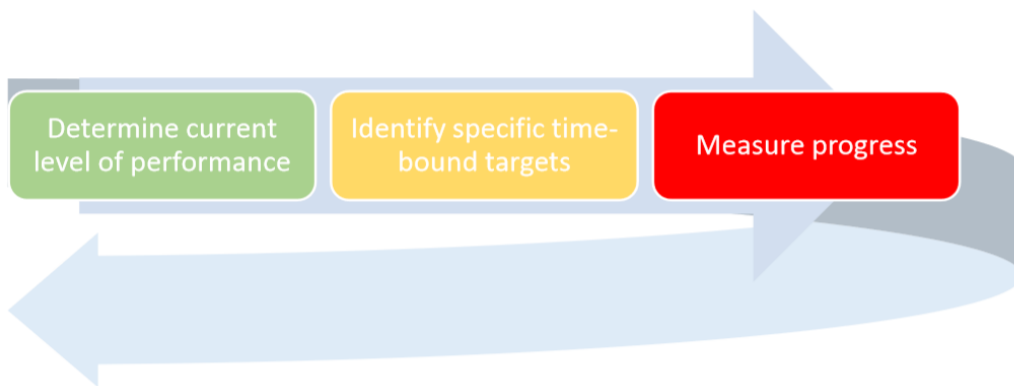 Determine current
level of performance
Identify specific time-
bound targets
Measure progress